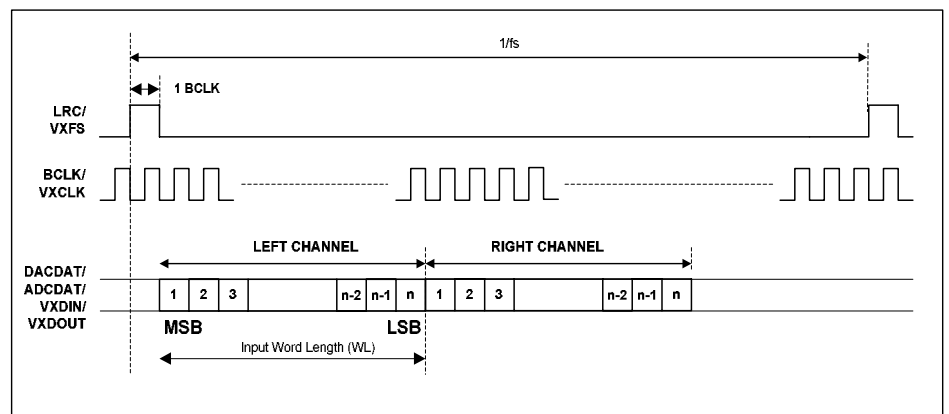 1/fs
1 BCLK
LRC/
VXFS
BCLK/
VXCLK
LEFT CHANNEL RIGHT CHANNEL
DACDAT/
ADCDAT/
VXDIN/
VXDOUT
1 2 3 n-2 n-1 n 1 2 3 n-2 n-1 n
MSB LSB
Input Word Length (WL)